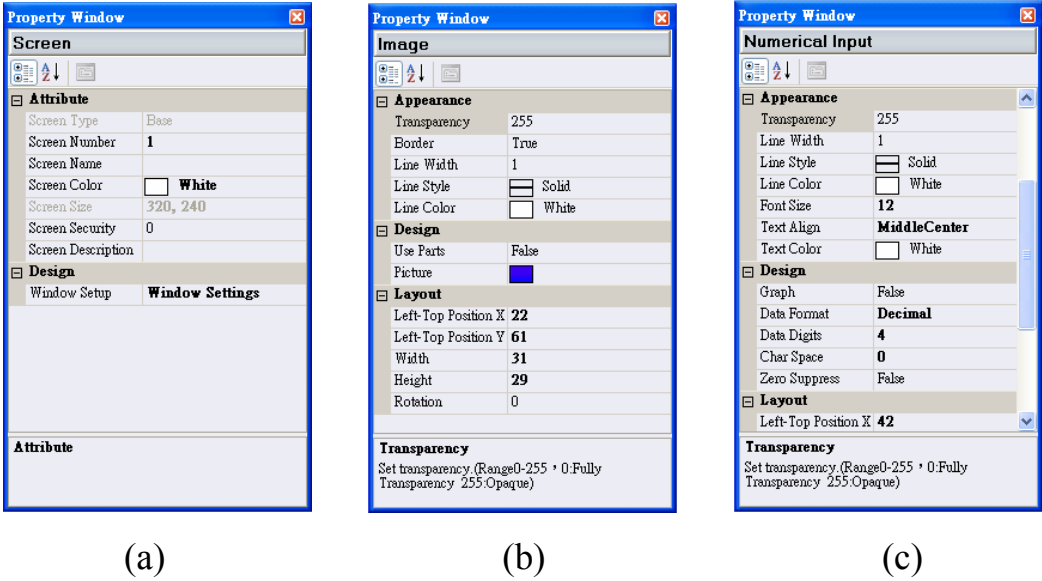 Property Window
Screen
Attribute
Screen Type Base
Screen Number 1
Screen Name
Screen Color White
Screen Size 320, 240
Screen Security 0
Screen Description
Design
Window Setup Window Settings
Attribute
(a)
Property Window
Image
Appearance
Transparency 255
Border True
Line Width 1
Line Style Solid
Line Color White
Design
Use Parts False
Picture
Layout
Left-Top Position X 22
Left-Top Position Y 61
Width 31
Height 29
Rotation 0
Transparency
Set transparency.(Range0-255，0:Fully
Transparency 255:Opaque)
(b)
Property Window
Numerical Input
Appearance
Transparency 255
Line Width 1
Line Style Solid
Line Color White
Font Size 12
Text Align MiddleCenter
Text Color White
Design
Graph False
Data Format Decimal
Data Digits 4
Char Space 0
Zero Suppress False
Layout
Left-Top Position X 42
Transparency
Set transparency.(Range0-255，0:Fully
Transparency 255:Opaque)
(c)